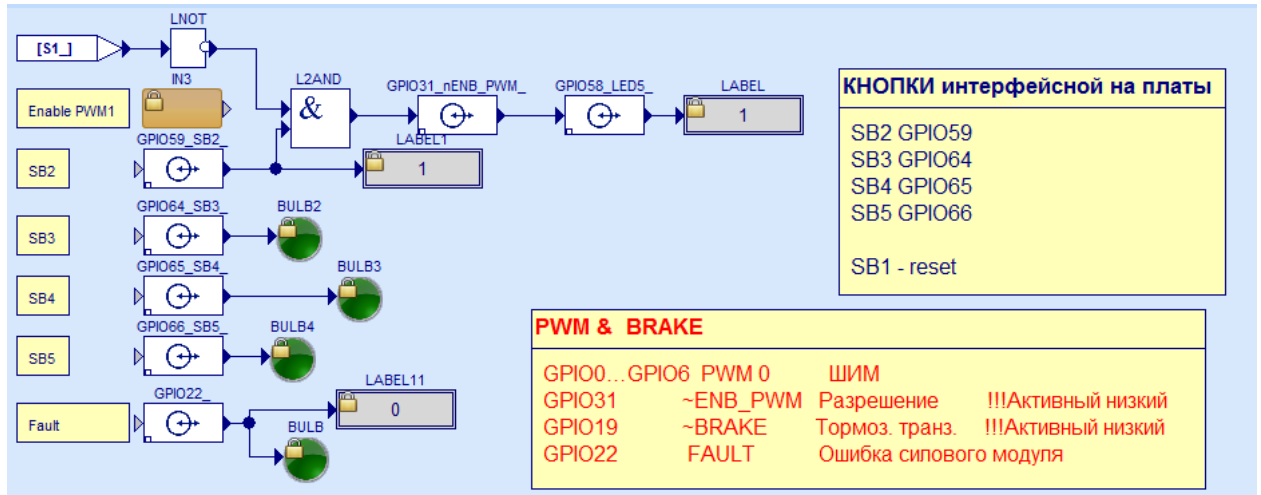 LNOT
[S1_]
IN3
L2AND
GPIO31_nENB_PWM_
GPIO58_LED5_
LABEL
Enable PWM1
&
1
GPIO59_SB2_
LABEL1
SB2
1
GPIO64_SB3_
BULB2
SB3
GPIO65_SB4_
BULB3
SB4
GPIO66_SB5_
BULB4
SB5
GPIO22_
LABEL11
0
Fault
BULB
КНОПКИ интерфейсной на платы
SB2 GPIO59
SB3 GPIO64
SB4 GPIO65
SB5 GPIO66
SB1 - reset
PWM & BRAKE
GPIO0...GPIO6 PWM 0 ШИМ
GPIO31 ~ENB_PWM Разрешение !!!Активный низкий
GPIO19 ~BRAKE Тормоз. транз. !!!Активный низкий
GPIO22 FAULT Ошибка силового модуля